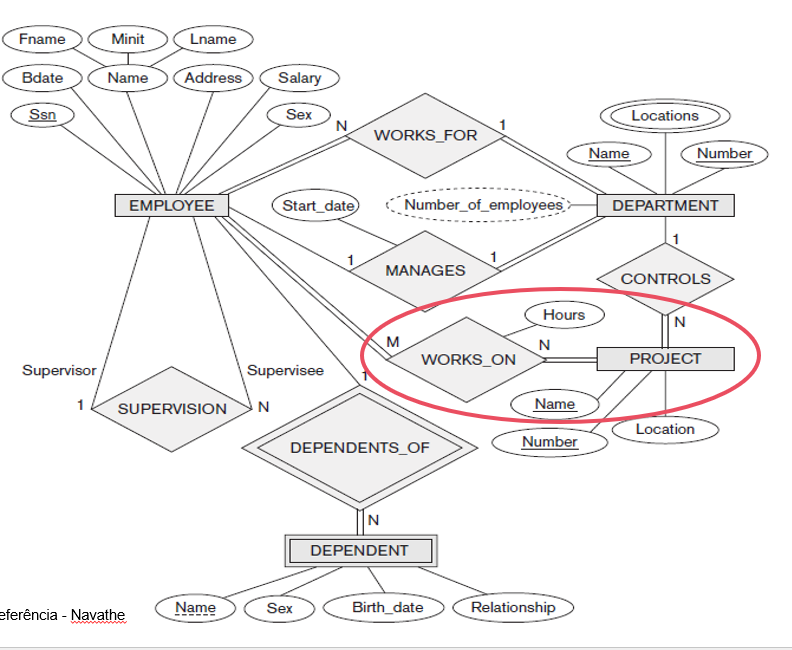 Fname
Minit
Lname
Bdate
Name
Address
Salary
Ssn
Sex
Locations
Name
Number
N
WORKS_FOR
1
EMPLOYEE
Start_date
Number_of_employees
DEPARTMENT
1
MANAGES
1
1
CONTROLS
N
Hours
M
WORKS_ON
N
PROJECT
Supervisor
Supervisee
1
1
SUPERVISION
N
Name
Number
Location
DEPENDENTS_OF
N
DEPENDENT
Name
Sex
Birth_date
Relationship
eferência - Navathe